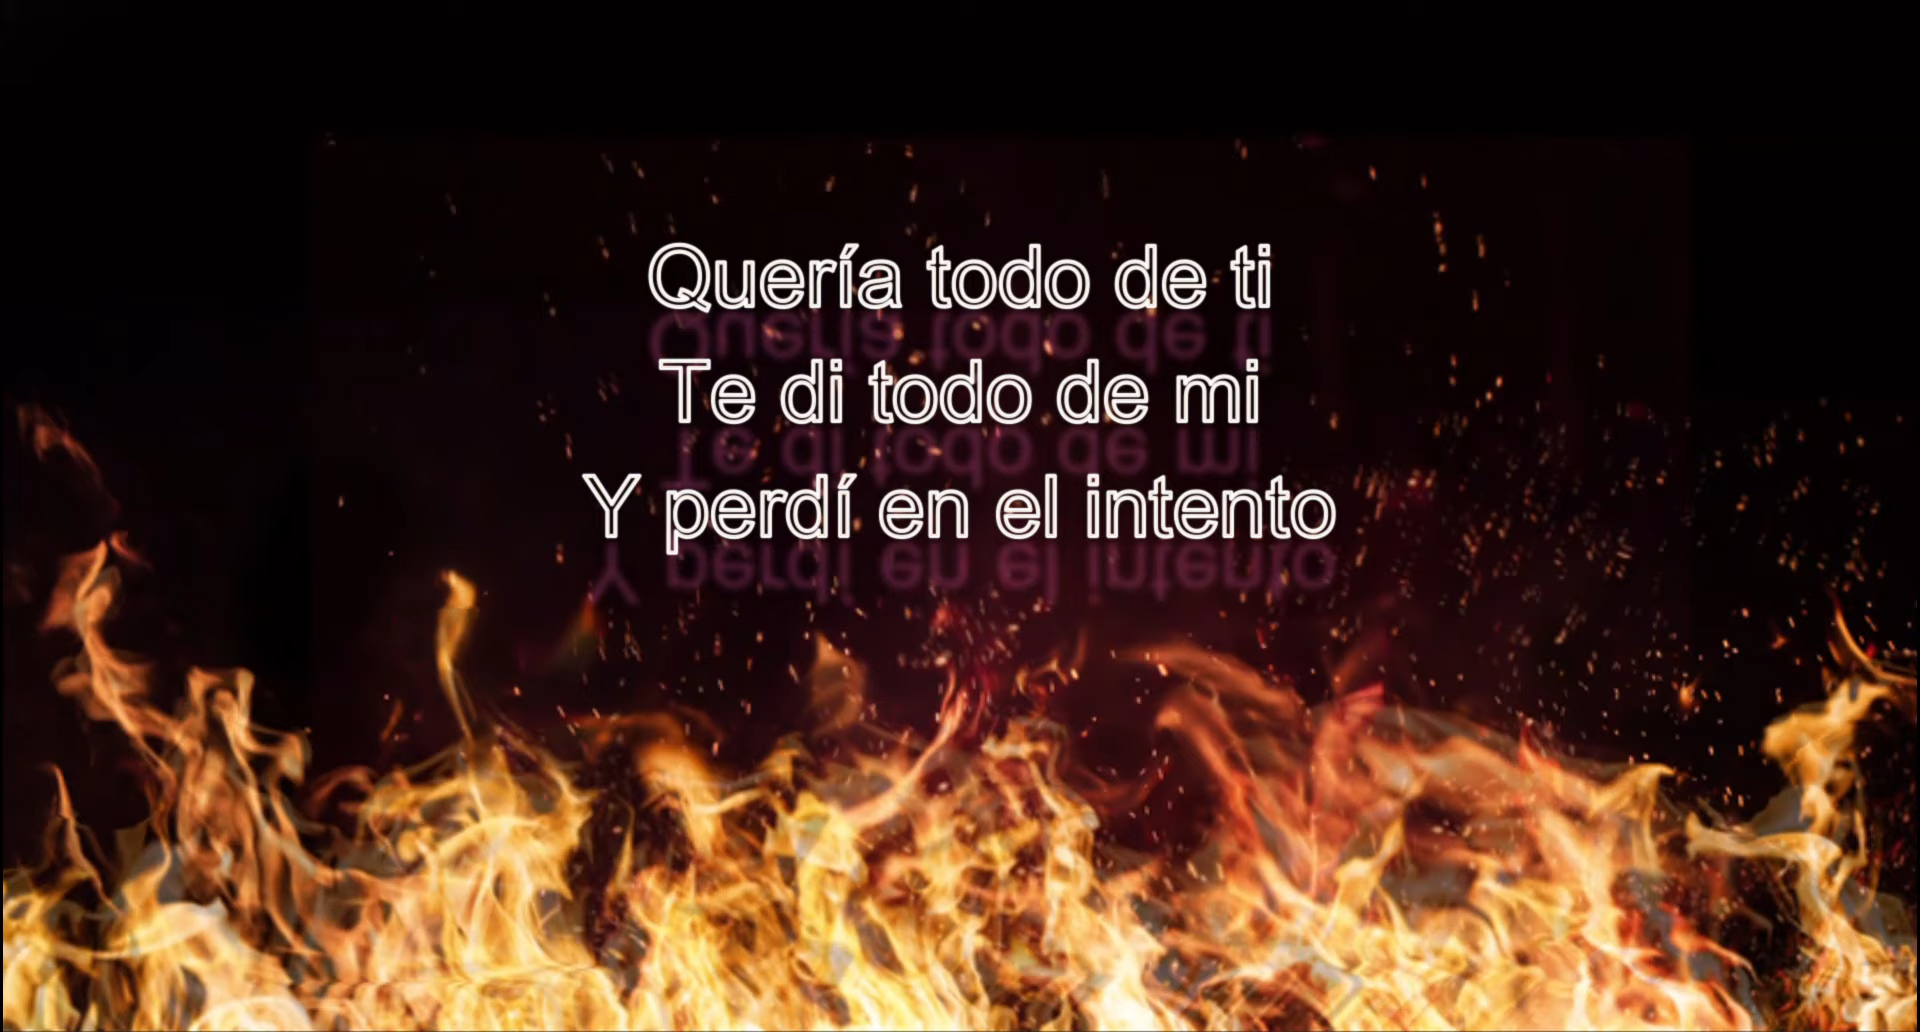 Quería todo de ti
Te di todo de mi
Y perdí en el intento